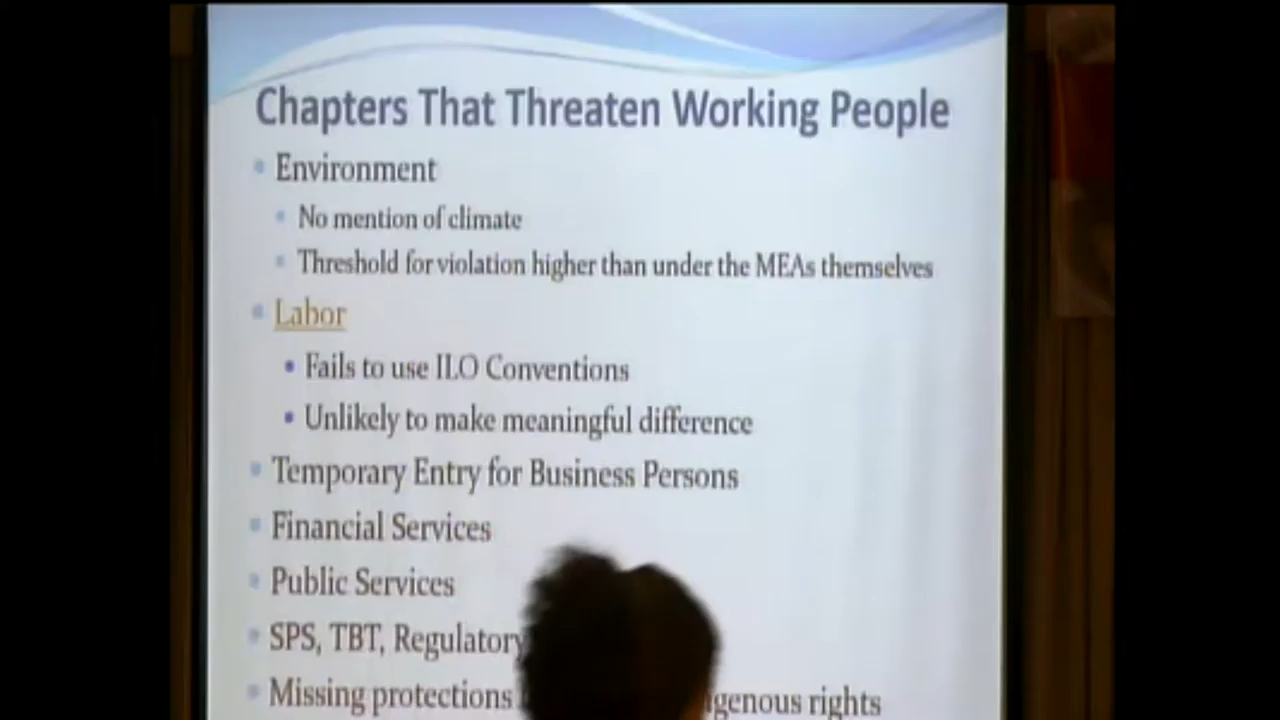 Chapters That Threaten Working People
Environment
No mention of climate
Threshold for violation higher than under the MEAs themselves
Labor
Fails to use ILO Conventions
Unlikely to make meaningful difference
Temporary Entry for Business Persons
Financial Services
Public Services
SPS, TBT, Regulatory
Missing protections rights